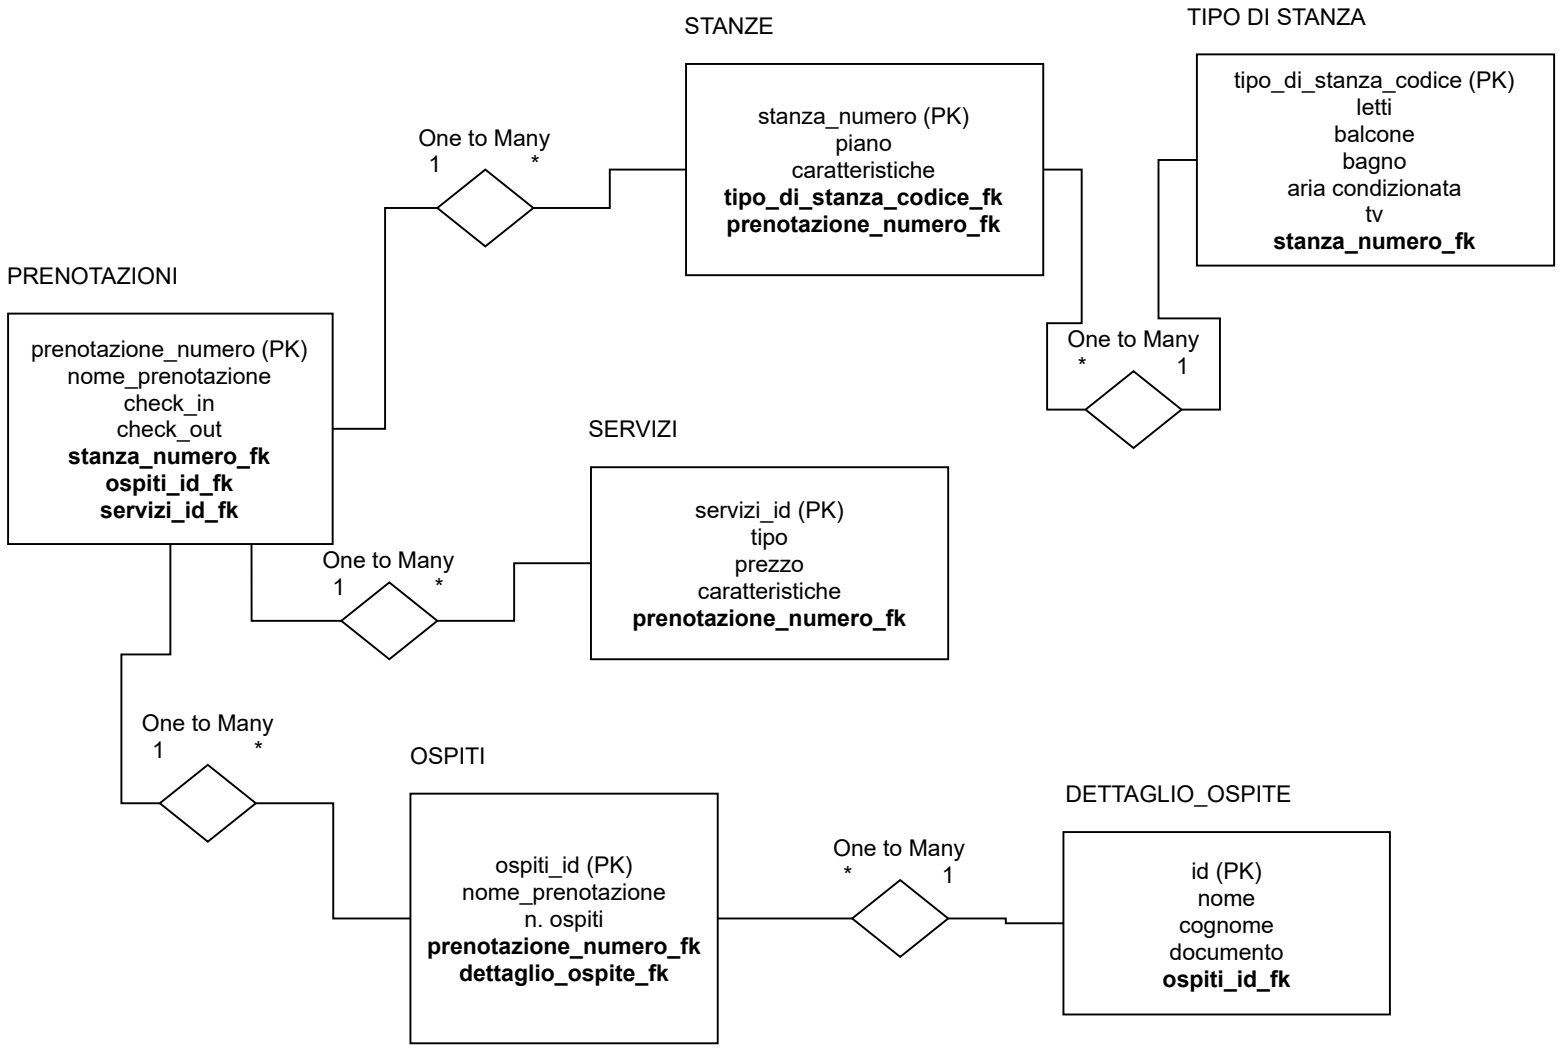 STANZE
stanza_numero (PK)
piano
caratteristiche
tipo_di_stanza_codice_fk
prenotazione_numero_fk
TIPO DI STANZA
tipo_di_stanza_codice (PK)
letti
balcone
bagno
aria condizionata
tv
stanza_numero_fk
One to Many
1 *
One to Many
* 1
PRENOTAZIONI
prenotazione_numero (PK)
nome_prenotazione
check_in
check_out
stanza_numero_fk
ospiti_id_fk
servizi_id_fk
SERVIZI
servizi_id (PK)
tipo
prezzo
caratteristiche
prenotazione_numero_fk
One to Many
1 *
One to Many
1 *
OSPITI
ospiti_id (PK)
nome_prenotazione
n. ospiti
prenotazione_numero_fk
dettaglio_ospite_fk
One to Many
* 1
DETTAGLIO_OSPITE
id (PK)
nome
cognome
documento
ospiti_id_fk